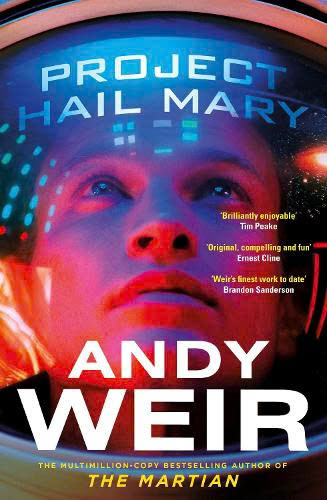 PROJECT
HAIL MARY
'Brilliantly enjoyable'
Tim Peake
'Original, compelling and fun'
Ernest Cline
'Weir's finest work to date'
Brandon Sanderson
ANDY
WEIR
THE MULTIMILLION-COPY BESTSELLING AUTHOR OF
THE MARTIAN